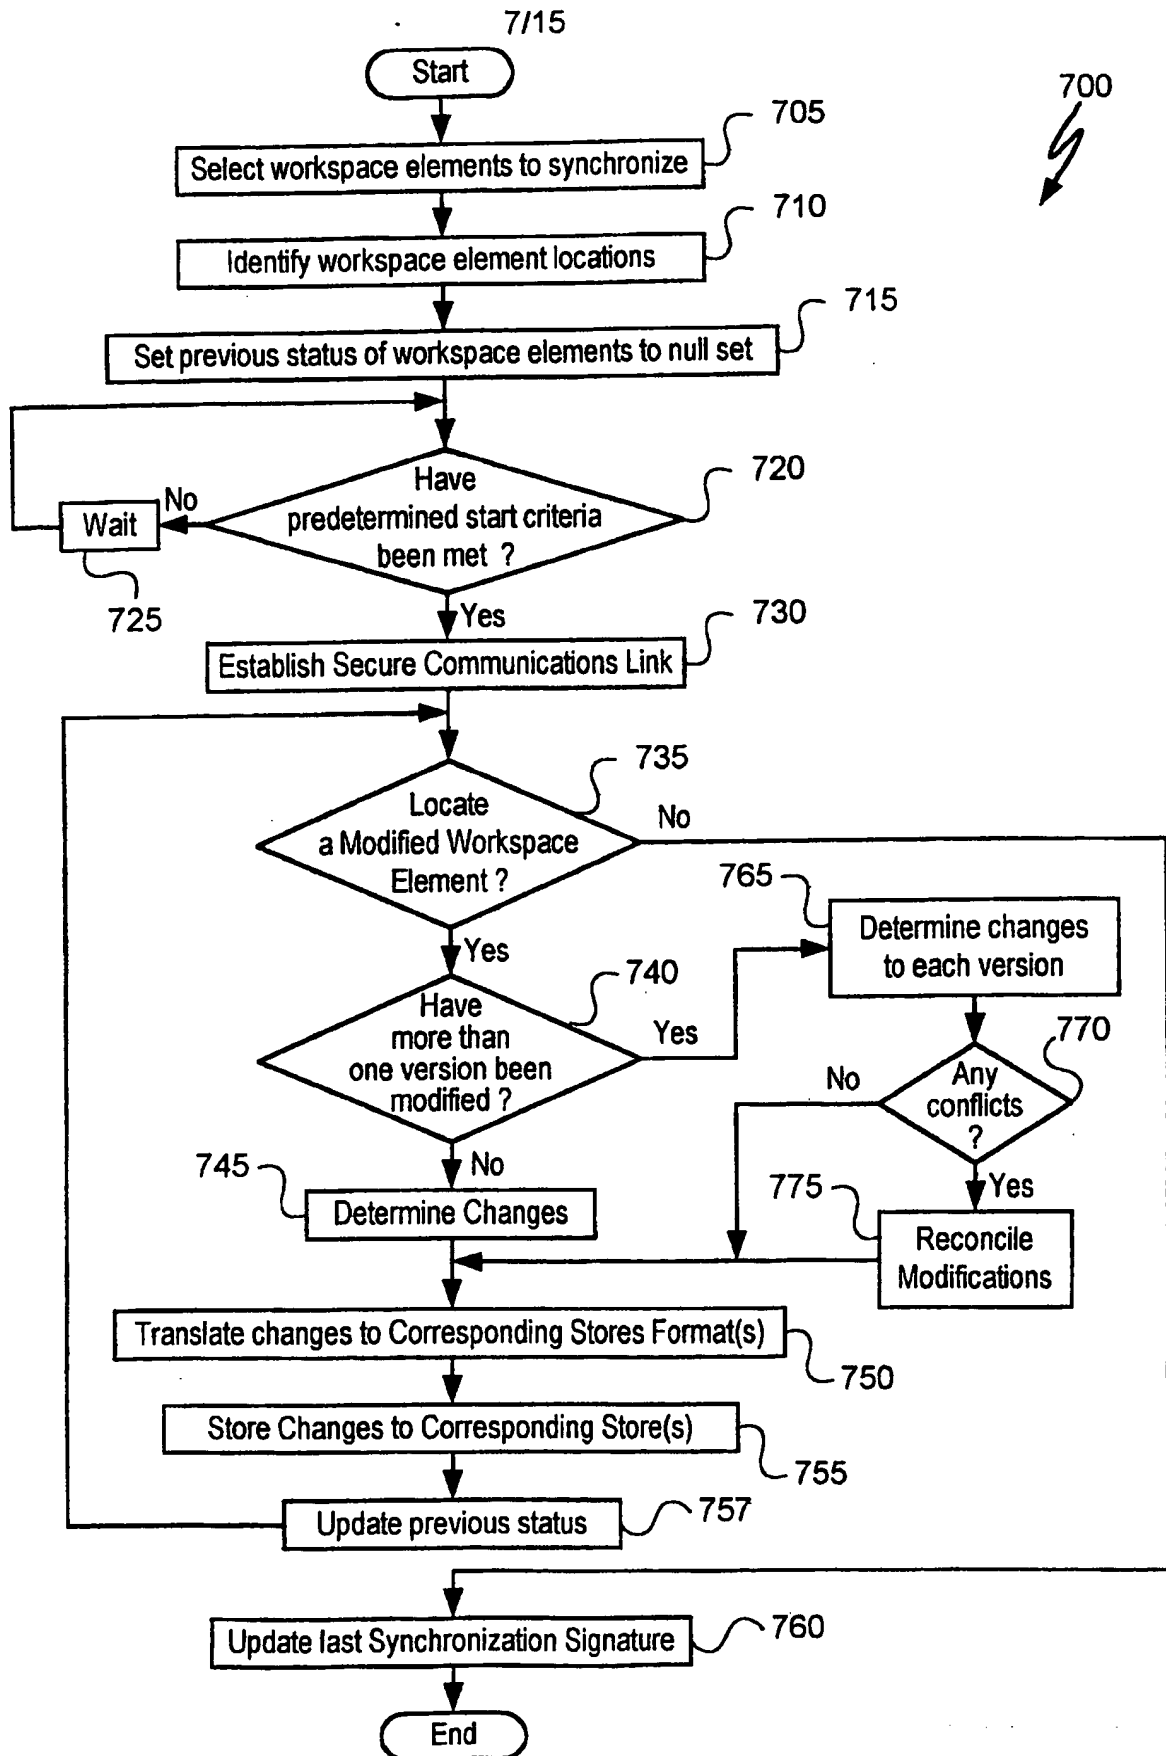 7/15
Start
700
705
Select workspace elements to synchronize
710
Identify workspace element locations
715
Set previous status of workspace elements to null set
720
Have
predetermined start criteria
been met ?
No
Wait
725
Yes
730
Establish Secure Communications Link
735
Locate
a Modified Workspace
Element ?
No
Yes
765
Determine changes
to each version
740
Have
more than
one version been
modified ?
Yes
770
Any
conflicts
?
No
Yes
No
745
Determine Changes
775
Reconcile
Modifications
Translate changes to Corresponding Stores Format(s)
750
Store Changes to Corresponding Store(s)
755
Update previous status
757
Update last Synchronization Signature
760
End